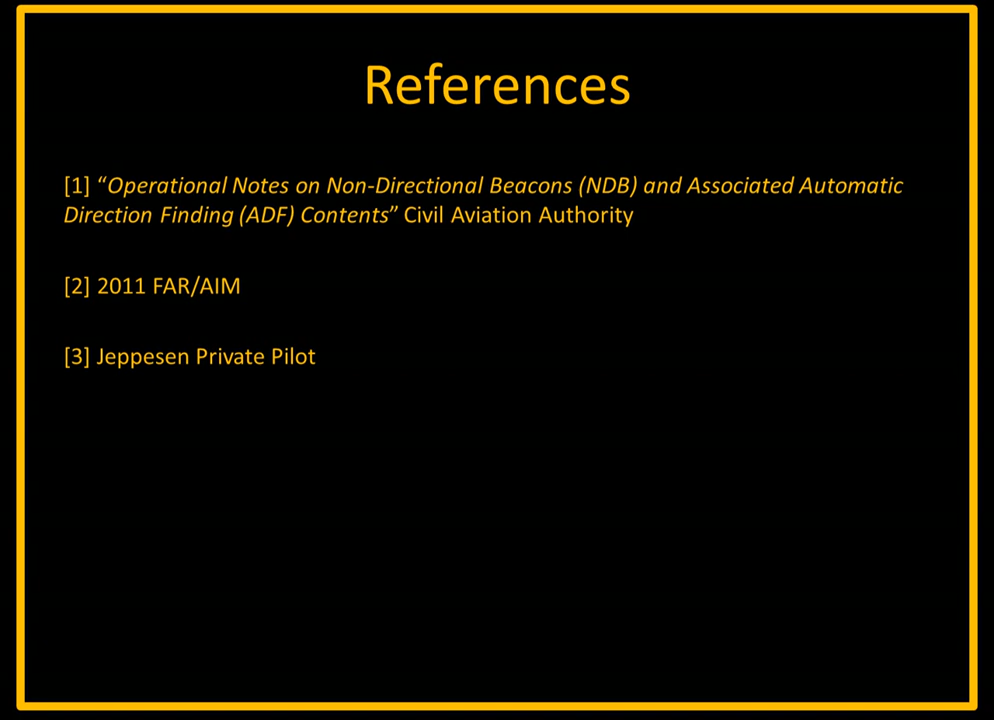 References
[1] “Operational Notes on Non-Directional Beacons (NDB) and Associated Automatic
Direction Finding (ADF) Contents” Civil Aviation Authority
[2] 2011 FAR/AIM
[3] Jeppesen Private Pilot